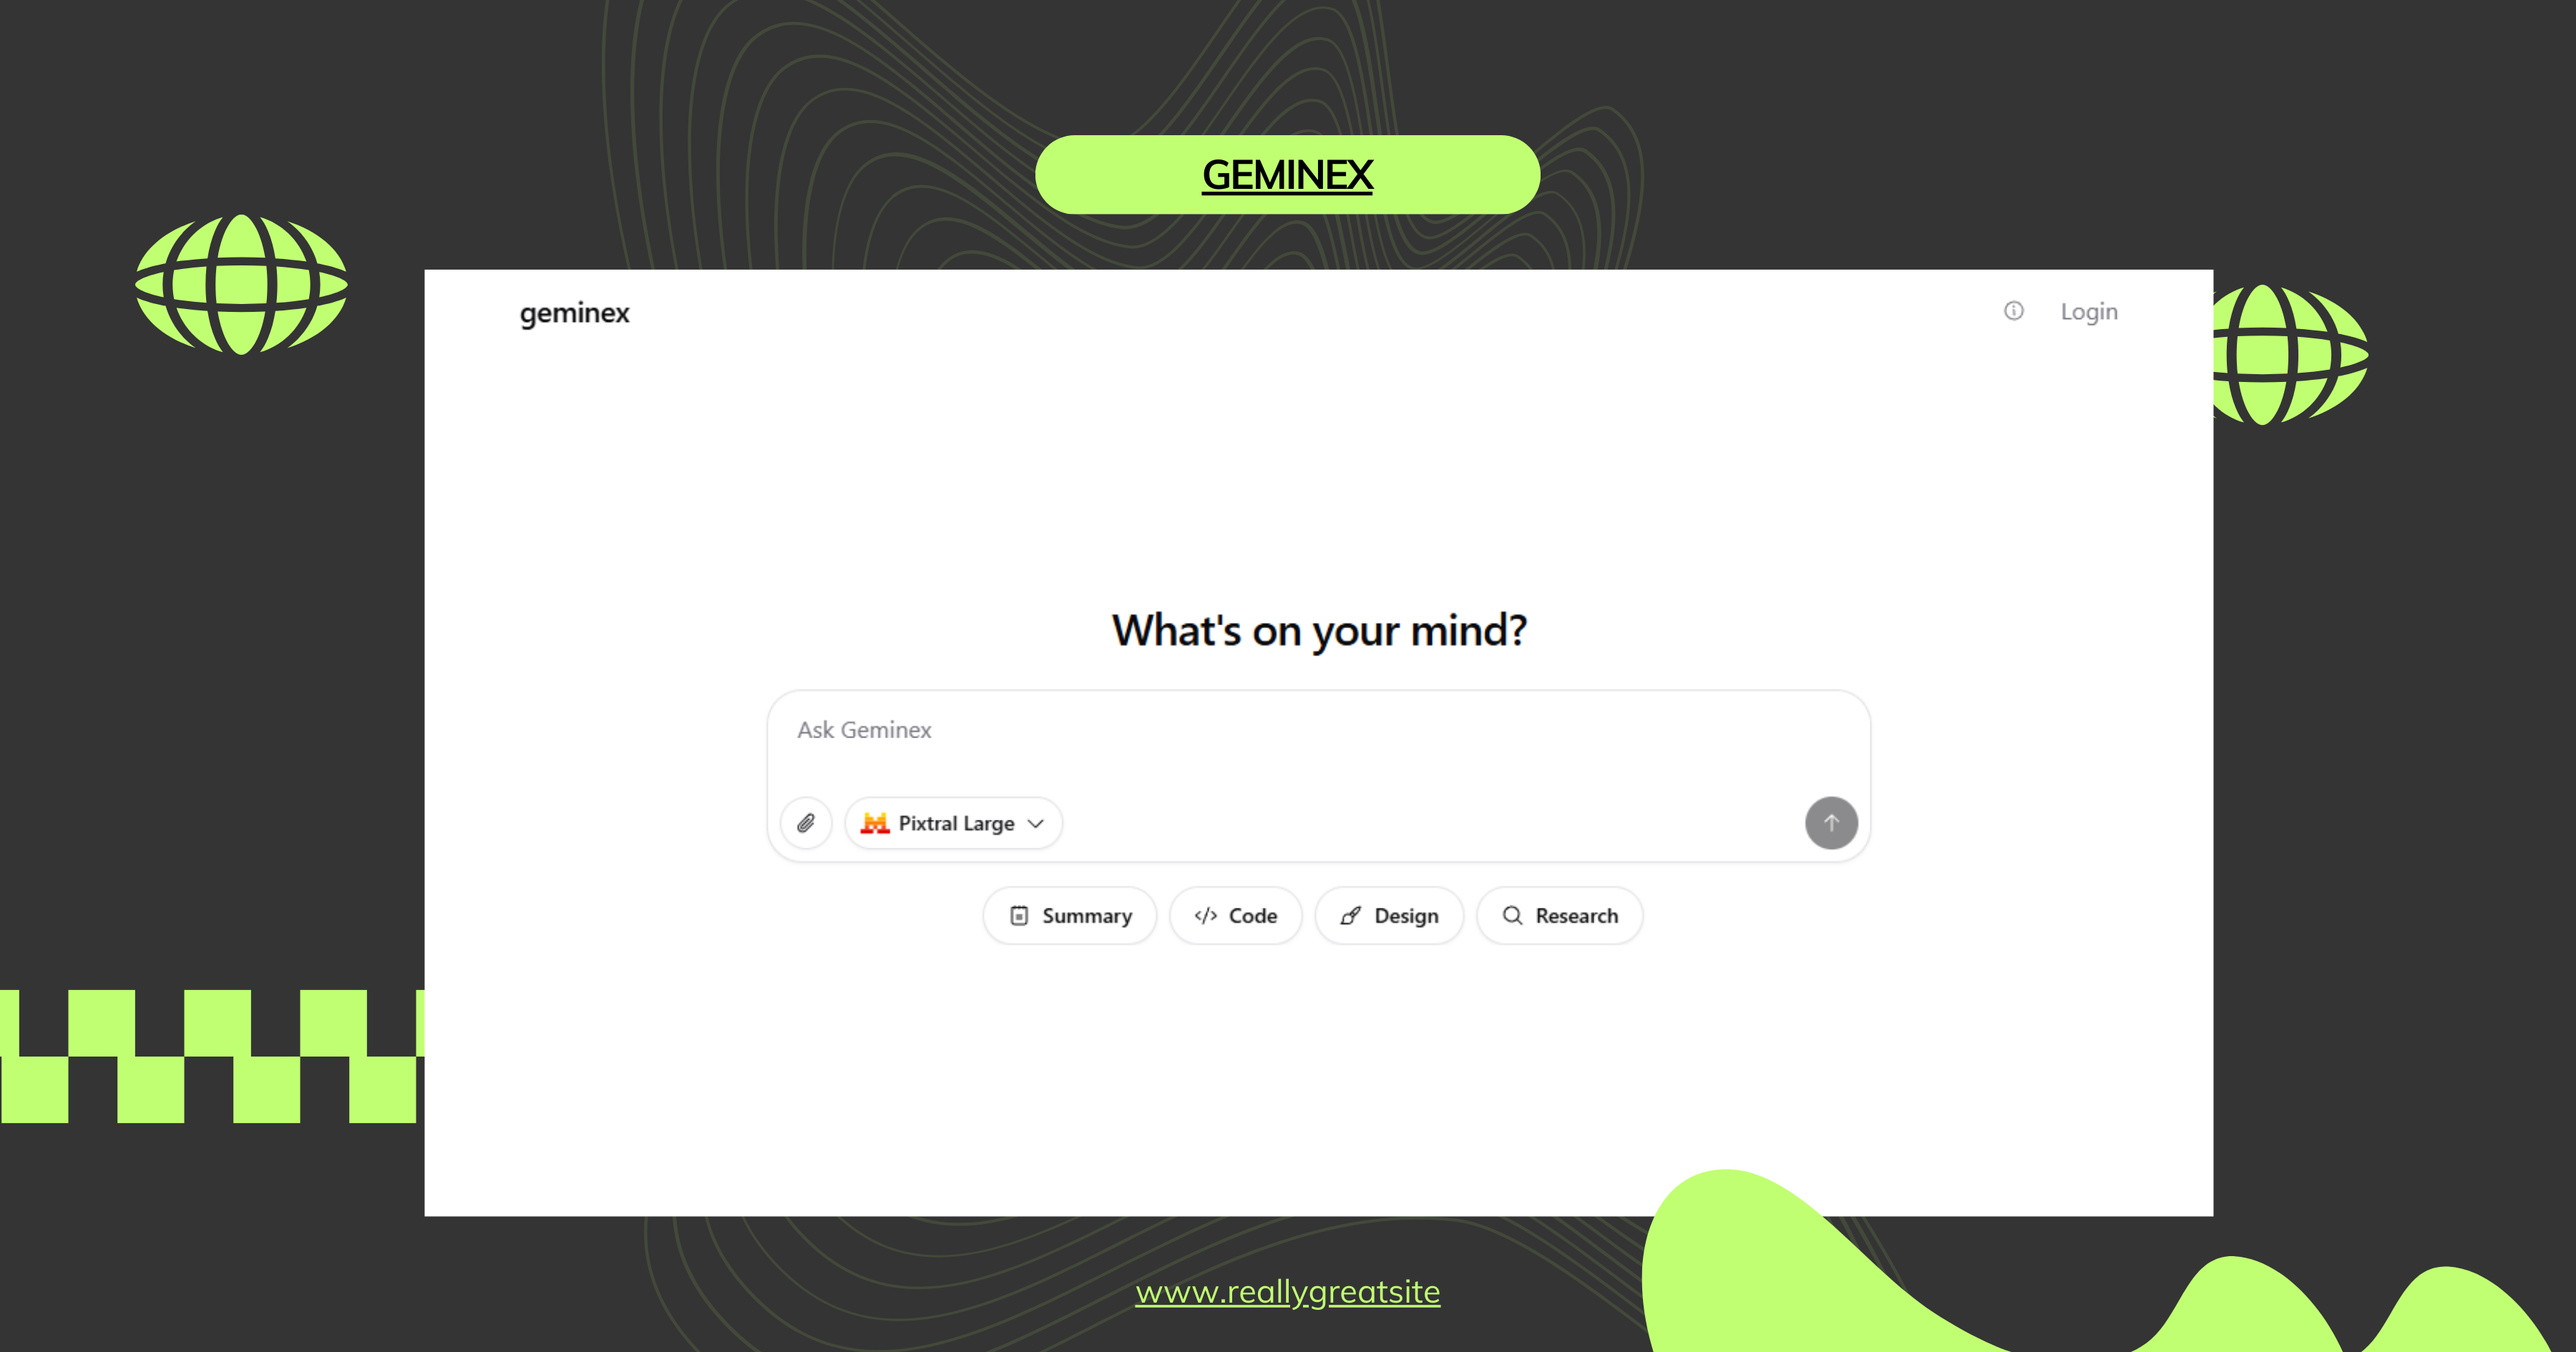 GEMINEX
geminex
Login
What's on your mind?
Ask Geminex
Pixtral Large
Summary
Code
Design
Research
www.reallygreatsite